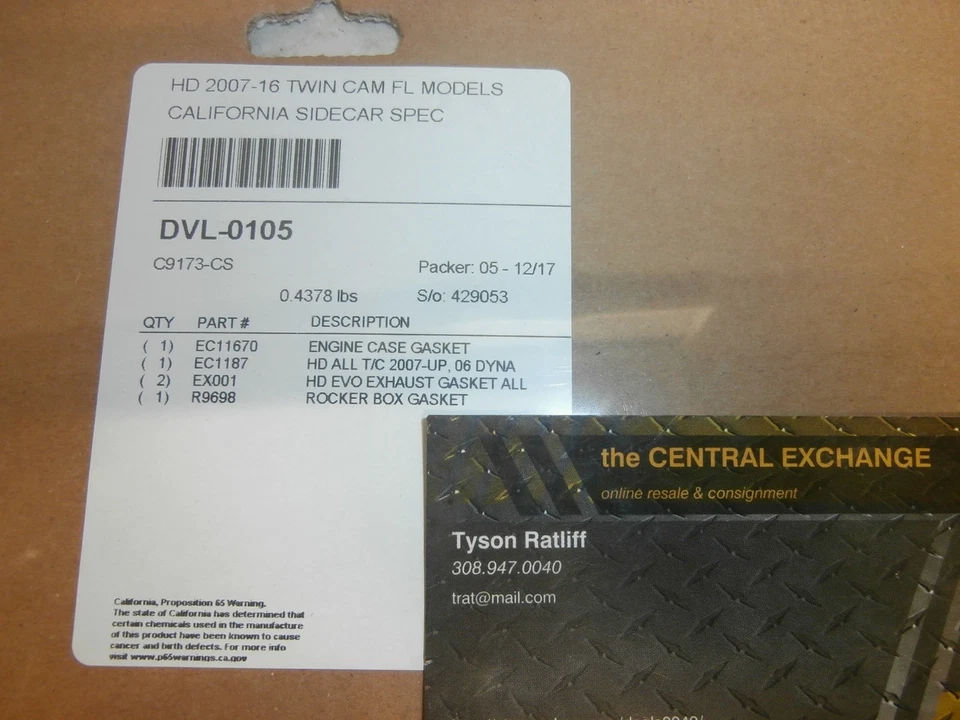 HD 2007-16 TWIN CAM FL MODELS
CALIFORNIA SIDECAR SPEC
DVL-0105
C9173-CS
Packer: 05 - 12/17
0.4378 lbs S/o: 429053
QTY PART # DESCRIPTION
( 1) EC11670 ENGINE CASE GASKET
( 1) EC1187 HD ALL T/C 2007-UP, 06 DYNA
( 2) EX001 HD EVO EXHAUST GASKET ALL
( 1) R9698 ROCKER BOX GASKET
California, Proposition 65 Warning.
The state of California has determined that
certain chemicals used in the manufacture
of this product have been known to cause
cancer and birth defects. For more info
visit www.p65warnings.ca.gov
the CENTRAL EXCHANGE
online resale & consignment
Tyson Ratliff
308.947.0040
trat@mail.com